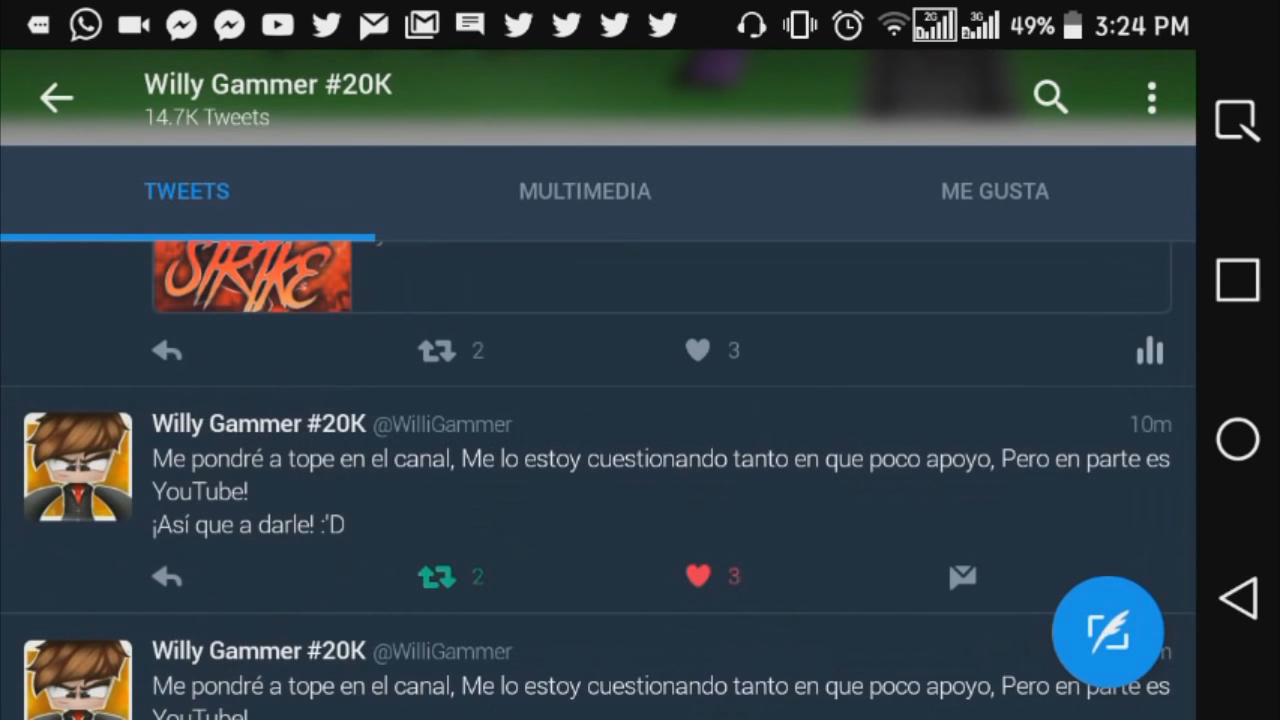 2G 3G 49% 3:24 PM
Willy Gammer #20K
14.7K Tweets
TWEETS MULTIMEDIA ME GUSTA
STRIKE
2 3
Willy Gammer #20K @WilliGammer 10m
Me pondré a tope en el canal, Me lo estoy cuestionando tanto en que poco apoyo, Pero en parte es
YouTube!
¡Así que a darle! :'D
2 3
Willy Gammer #20K @WilliGammer
Me pondré a tope en el canal, Me lo estoy cuestionando tanto en que poco apoyo, Pero en parte es
YouTube!